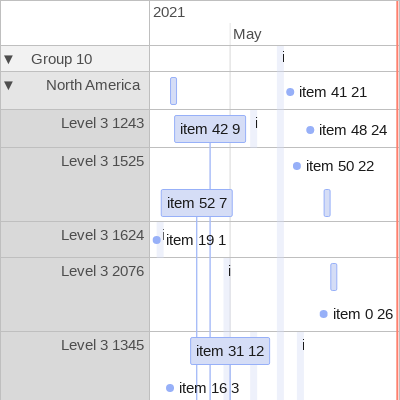 2021
May
▼ Group 10
i
▼ North America
item 41 21
Level 3 1243
item 42 9
i
item 48 24
Level 3 1525
item 50 22
item 52 7
Level 3 1624
i
item 19 1
Level 3 2076
i
item 0 26
Level 3 1345
item 31 12
i
item 16 3